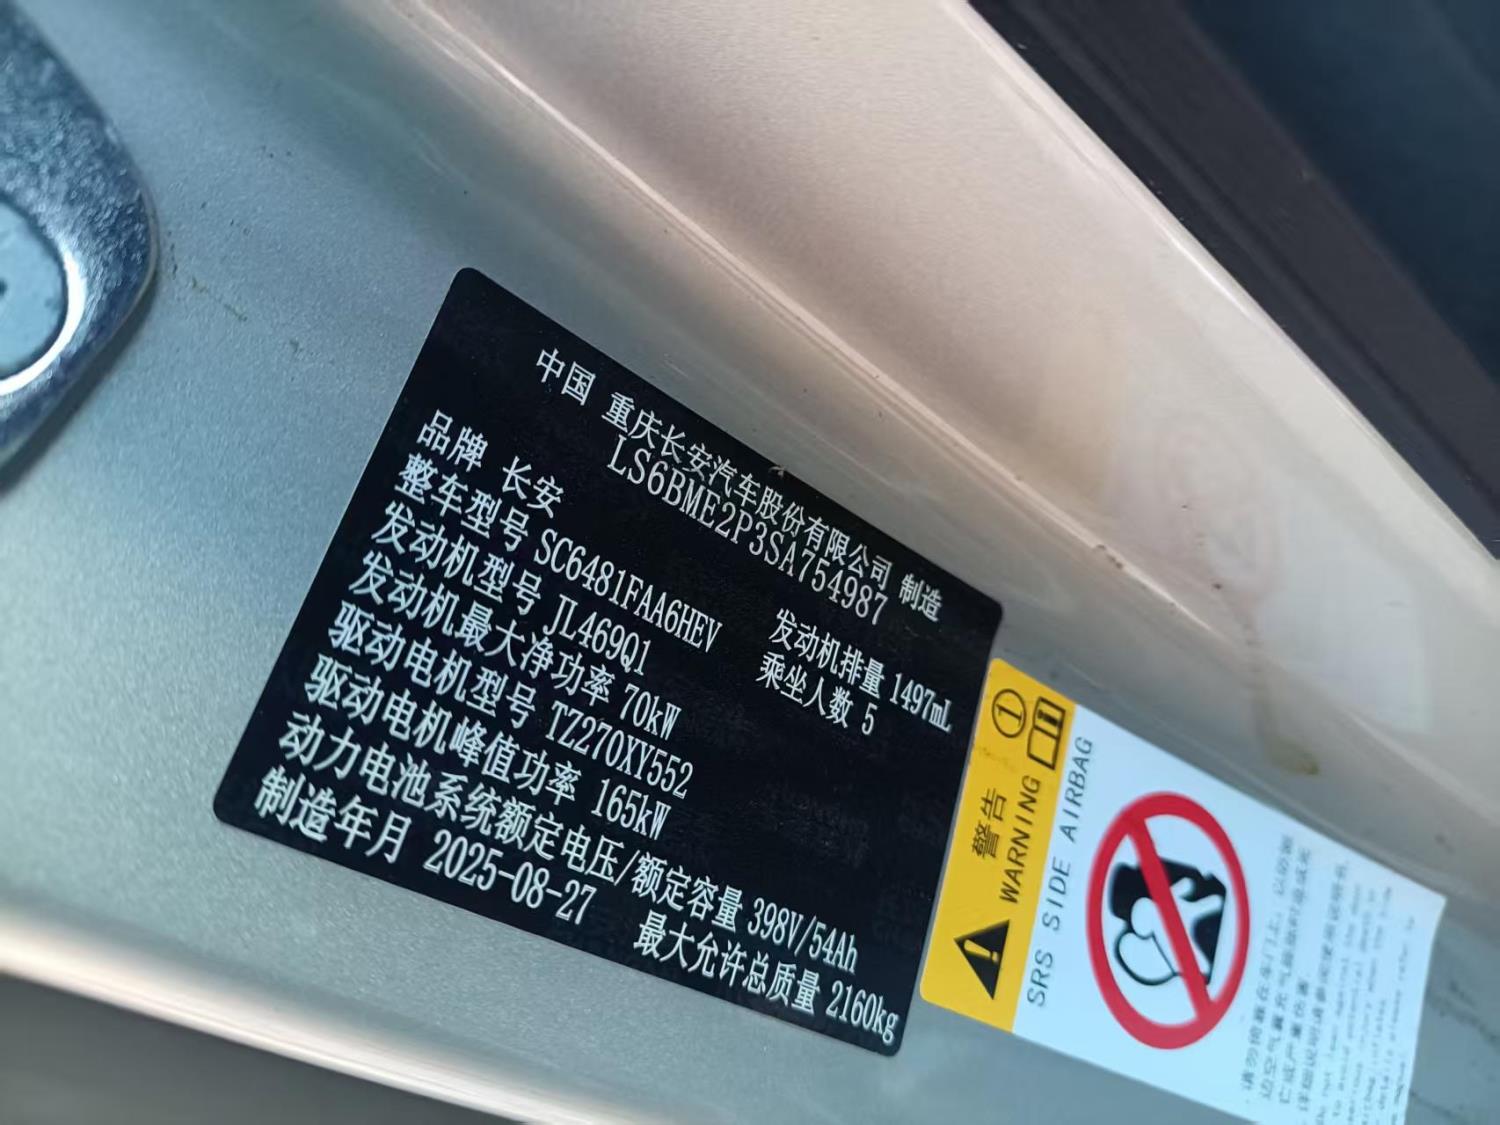 中国 重庆长安汽车股份有限公司 制造
LS6BME2P3SA754987
品牌 长安
整车型号 SC6481FAA6HEV
发动机型号 JL469Q1 发动机排量 1497mL
发动机最大净功率 70kW 乘坐人数 5
驱动电机型号 TZ270XY552
驱动电机峰值功率 165kW
动力电池系统额定电压/额定容量 398V/54Ah
制造年月 2025-08-27 最大允许总质量 2160kg
警告
WARNING
SRS SIDE AIRBAG